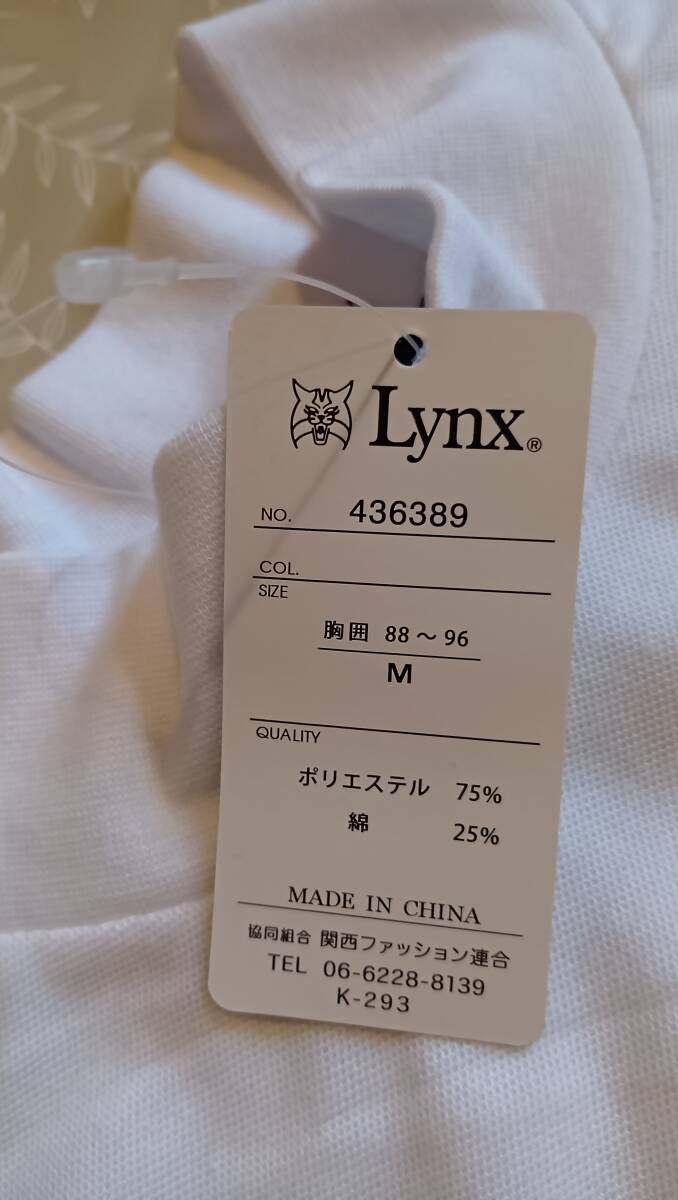 Lynx®
NO. 436389
COL.
SIZE
胸囲 88～96
M
QUALITY
ポリエステル 75%
綿 25%
MADE IN CHINA
協同組合 関西ファッション連合
TEL 06-6228-8139
K-293